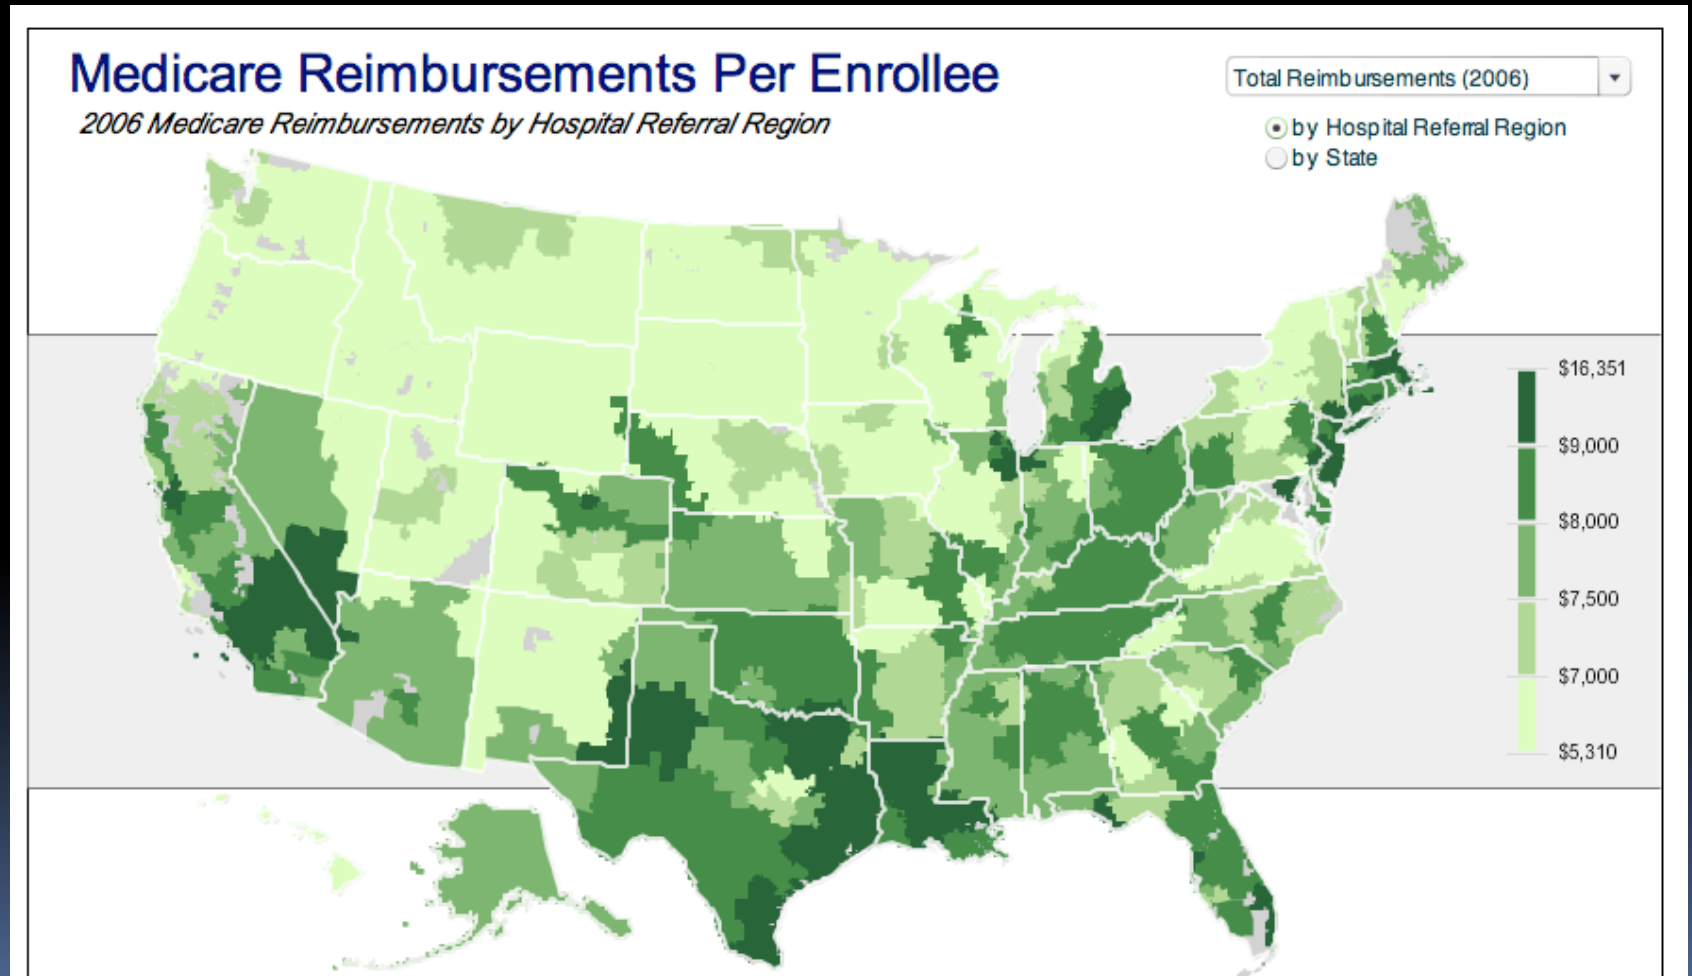 Medicare Reimbursements Per Enrollee
2006 Medicare Reimbursements by Hospital Referral Region
Total Reimbursements (2006)
by Hospital Referral Region
by State
$16,351
$9,000
$8,000
$7,500
$7,000
$5,310